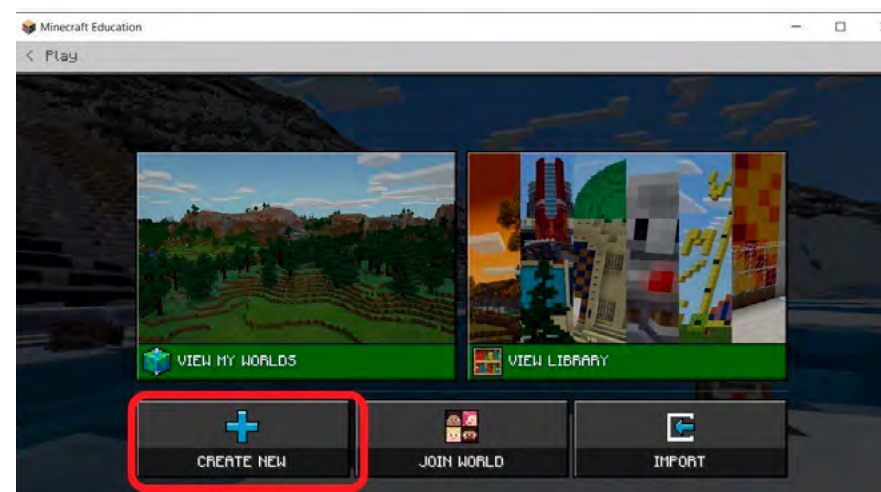 Minecraft Education
< Play
VIEW MY WORLDS
VIEW LIBRARY
CREATE NEW
JOIN WORLD
IMPORT